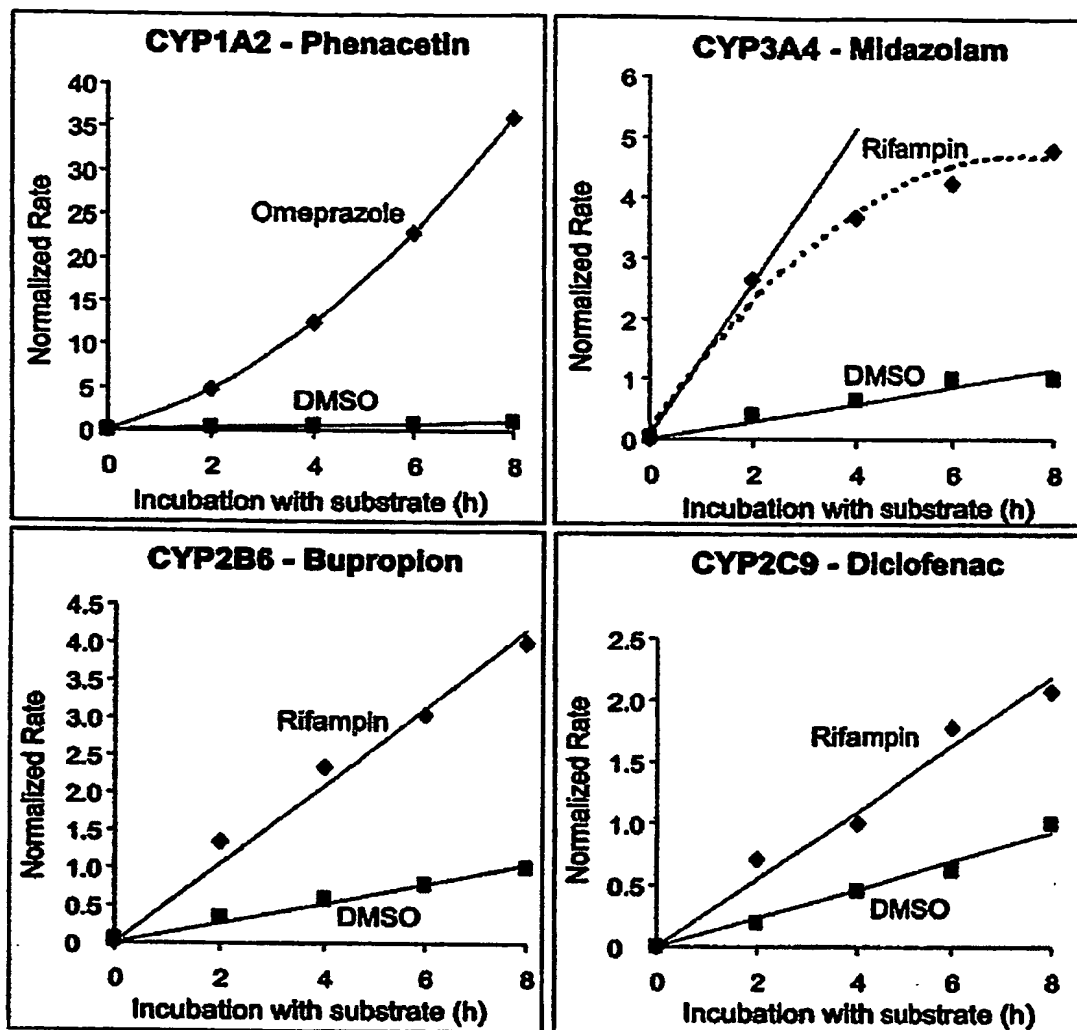 CYP1A2 - Phenacetin
Normalized Rate
40
35
30
25
20
15
10
5
0
Omeprazole
DMSO
0 2 4 6 8
Incubation with substrate (h)
CYP3A4 - Midazolam
Normalized Rate
6
5
4
3
2
1
0
Rifampin
DMSO
0 2 4 6 8
Incubation with substrate (h)
CYP2B6 - Bupropion
Normalized Rate
4.5
4.0
3.5
3.0
2.5
2.0
1.5
1.0
0.5
0
Rifampin
DMSO
0 2 4 6 8
Incubation with substrate (h)
CYP2C9 - Diclofenac
Normalized Rate
2.5
2.0
1.5
1.0
0.5
0
Rifampin
DMSO
0 2 4 6 8
Incubation with substrate (h)